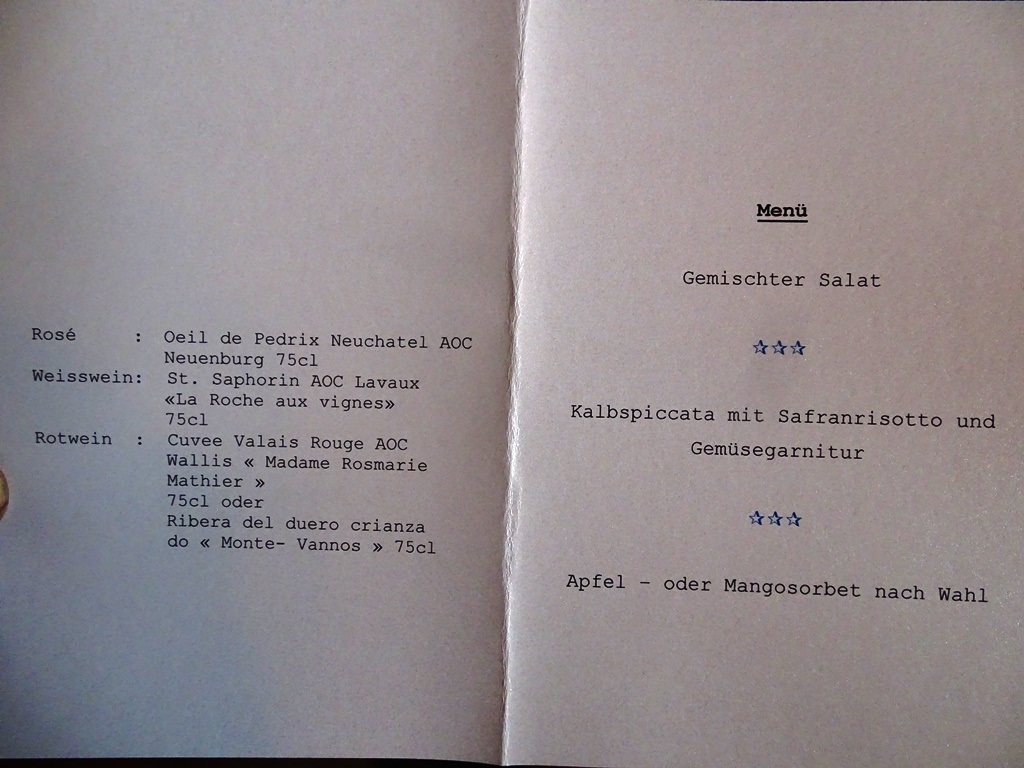 Rosé : Oeil de Pedrix Neuchatel AOC
Neuenburg 75cl
Weisswein: St. Saphorin AOC Lavaux
«La Roche aux vignes»
75cl
Rotwein : Cuvee Valais Rouge AOC
Wallis « Madame Rosmarie
Mathier »
75cl oder
Ribera del duero crianza
do « Monte- Vannos » 75cl
Menü
Gemischter Salat
☆☆☆
Kalbspiccata mit Safranrisotto und
Gemüsegarnitur
☆☆☆
Apfel – oder Mangosorbet nach Wahl